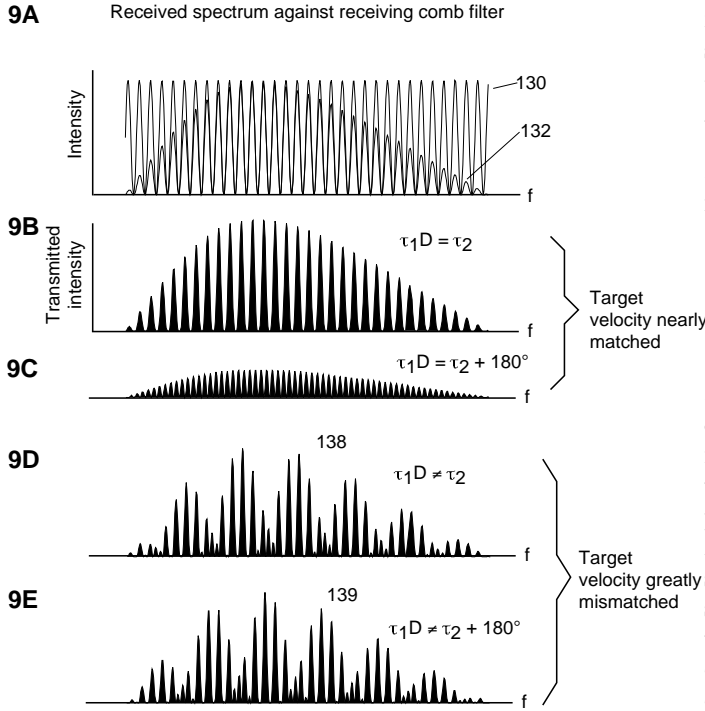 9A
Received spectrum against receiving comb filter
Intensity
130
132
f
9B
Transmitted
intensity
τ1D = τ2
f
9C
τ1D = τ2 + 180°
f
Target
velocity nearly
matched
9D
138
τ1D ≠ τ2
f
9E
139
τ1D ≠ τ2 + 180°
f
Target
velocity greatly
mismatched